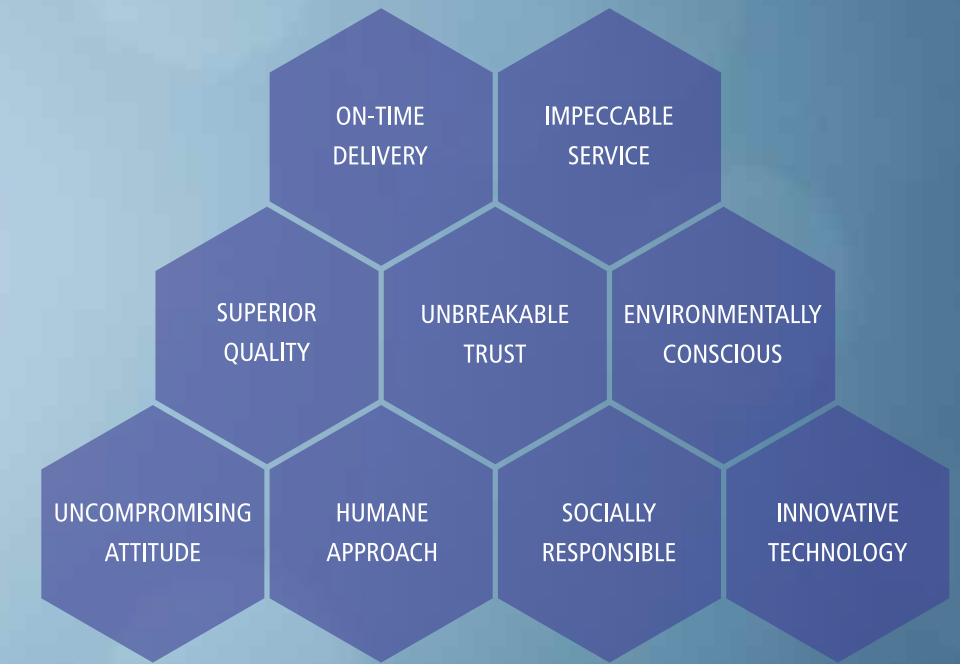 ON-TIME
DELIVERY
IMPECCABLE
SERVICE
SUPERIOR
QUALITY
UNBREAKABLE
TRUST
ENVIRONMENTALLY
CONSCIOUS
UNCOMPROMISING
ATTITUDE
HUMANE
APPROACH
SOCIALLY
RESPONSIBLE
INNOVATIVE
TECHNOLOGY